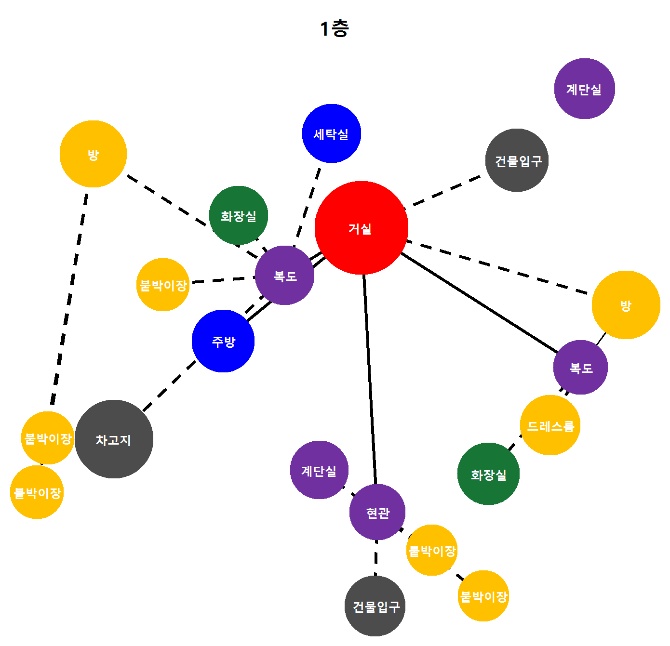 1층
계단실
세탁실
방
건물입구
화장실
거실
복도
붙박이장
방
주방
복도
드레스룸
붙박이장
차고지
계단실
화장실
붙박이장
현관
붙박이장
붙박이장
건물입구